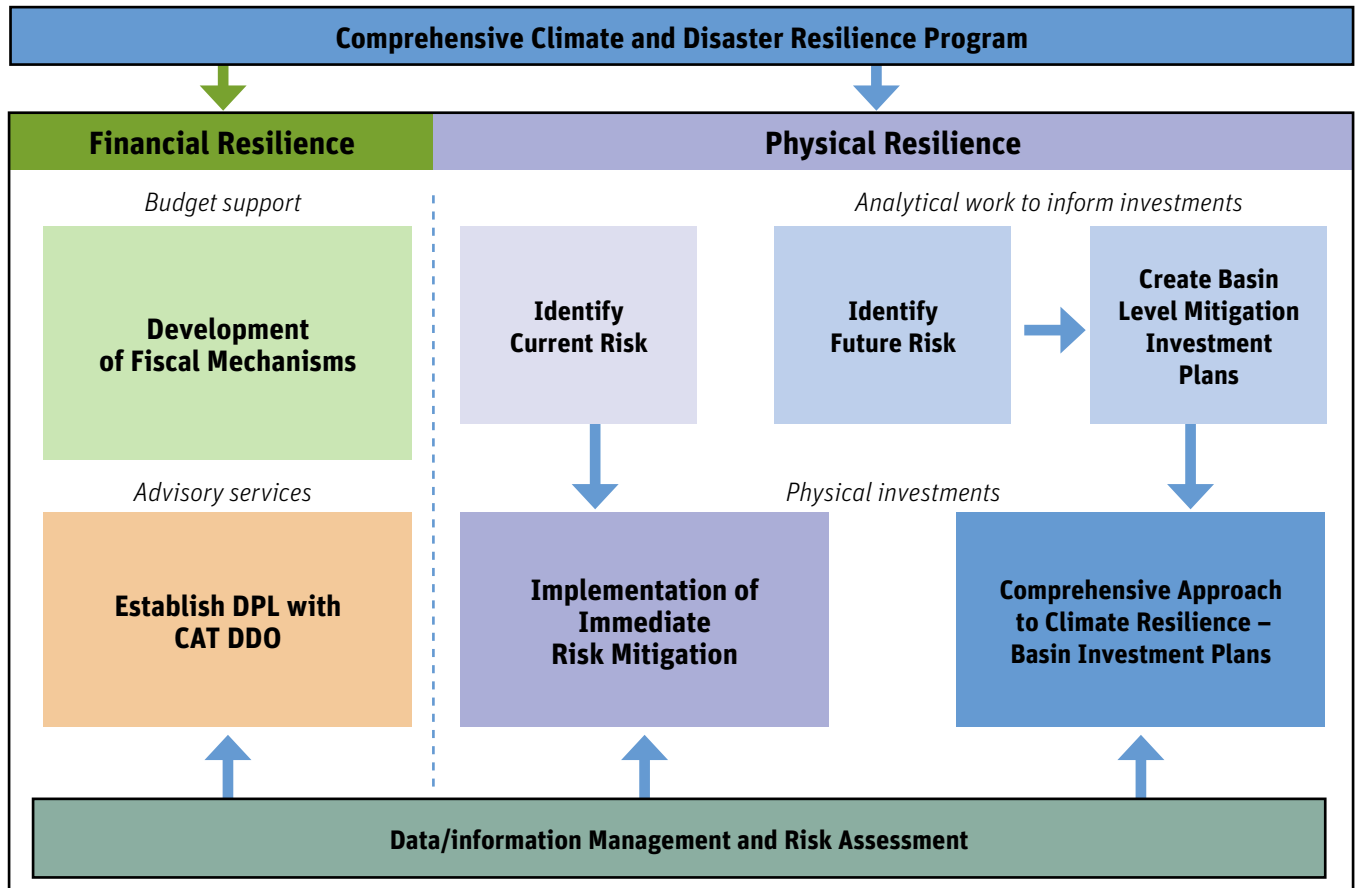 Comprehensive Climate and Disaster Resilience Program
Financial Resilience
Physical Resilience
Budget support
Development
of Fiscal Mechanisms
Advisory services
Establish DPL with
CAT DDO
Analytical work to inform investments
Identify
Current Risk
Identify
Future Risk
Create Basin
Level Mitigation
Investment
Plans
Physical investments
Implementation of
Immediate
Risk Mitigation
Comprehensive Approach
to Climate Resilience –
Basin Investment Plans
Data/information Management and Risk Assessment